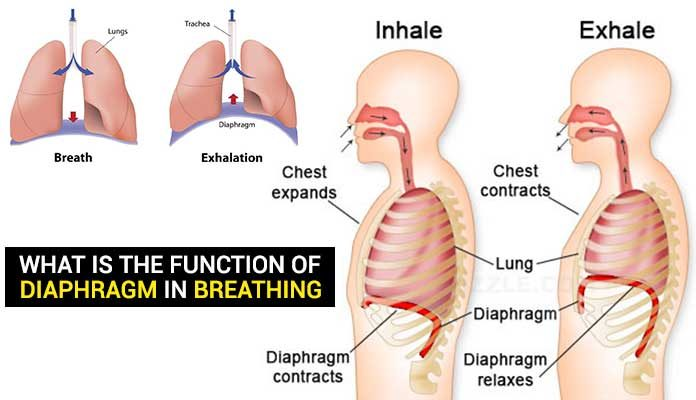 Lungs
Breath
Trachea
Diaphragm
Exhalation
WHAT IS THE FUNCTION OF
DIAPHRAGM IN BREATHING
Inhale
Chest
expands
Diaphragm
contracts
Exhale
Chest
contracts
Lung
Diaphragm
Diaphragm
relaxes